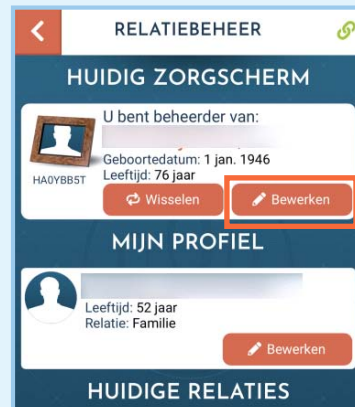 RELATIEBEHEER
HUIDIG ZORGSCHERM
U bent beheerder van:
Geboortedatum: 1 jan. 1946
Leeftijd: 76 jaar
HA0YBB5T
Wisselen
Bewerken
MIJN PROFIEL
Leeftijd: 52 jaar
Relatie: Familie
Bewerken
HUIDIGE RELATIES